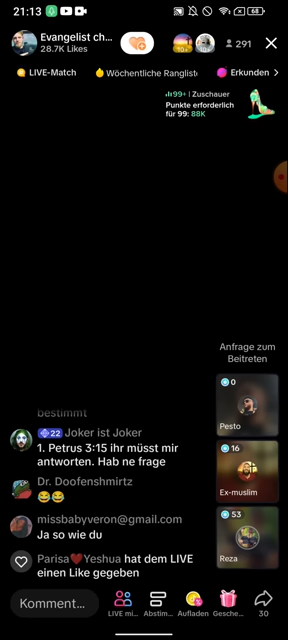 21:13
68
Evangelist ch...
28.7K Likes
291
LIVE-Match
Wöchentliche Rangliste
Erkunden >
99+ | Zuschauer
Punkte erforderlich
für 99: 88K
Anfrage zum
Beitreten
0
Pesto
16
Ex-muslim
53
Reza
bestimmt
22 Joker ist Joker
1. Petrus 3:15 ihr müsst mir
antworten. Hab ne frage
Dr. Doofenshmirtz
😂😂
missbabyveron@gmail.com
Ja so wie du
Parisa❤️Yeshua hat dem LIVE
einen Like gegeben
Komment...
LIVE mi...
Abstim...
Aufladen
Gesche...
30